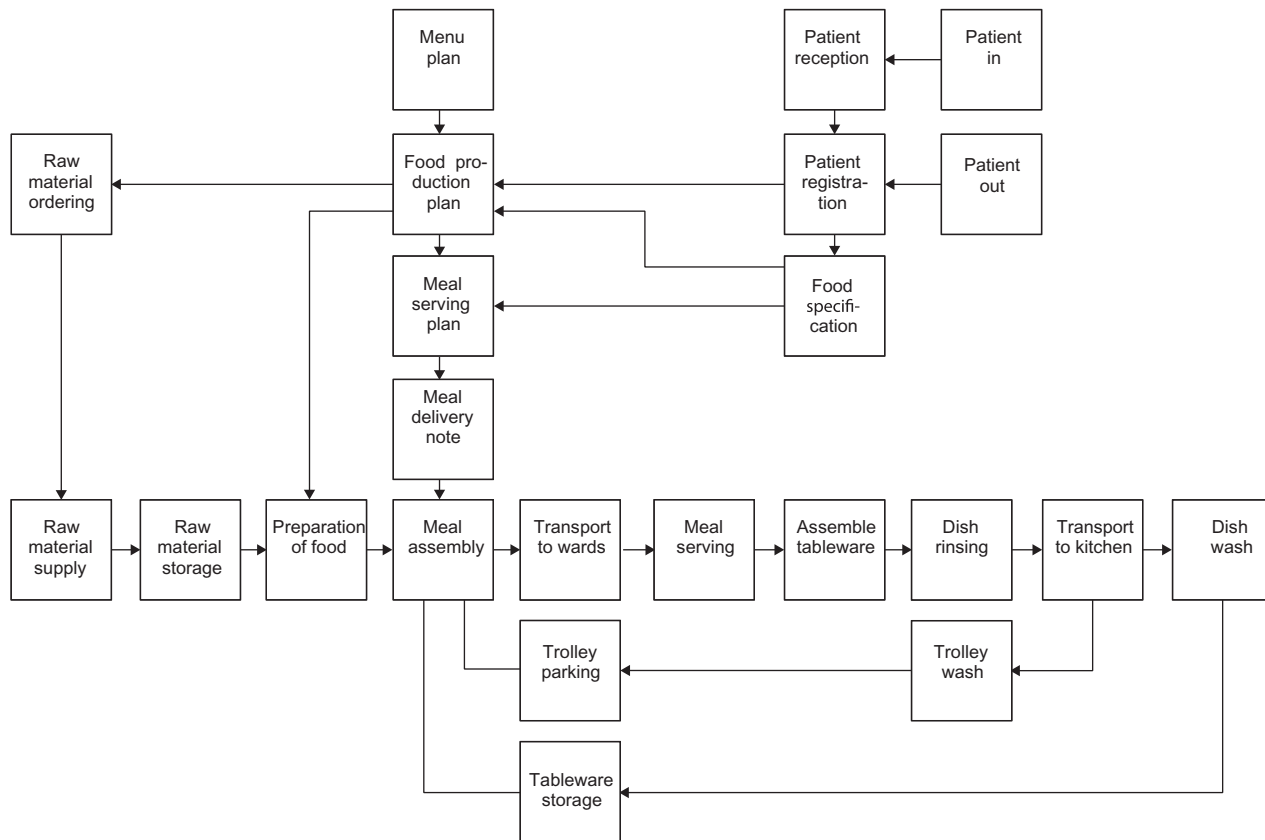 Menu
plan
Patient
reception
Patient
in
Raw
material
ordering
Food pro-
duction
plan
Patient
registra-
tion
Patient
out
Meal
serving
plan
Food
specifi-
cation
Meal
delivery
note
Raw
material
supply
Raw
material
storage
Preparation
of food
Meal
assembly
Transport
to wards
Meal
serving
Assemble
tableware
Dish
rinsing
Transport
to kitchen
Dish
wash
Trolley
parking
Trolley
wash
Tableware
storage